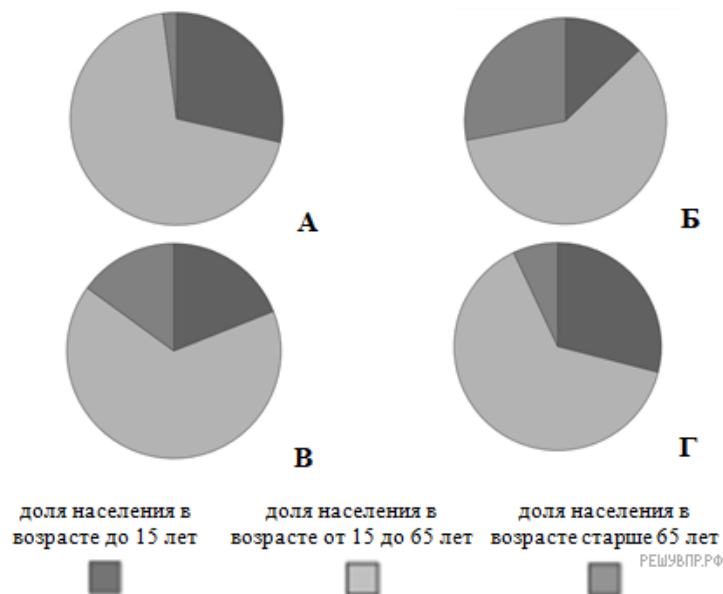 А
Б
В
Г
доля населения в
возрасте до 15 лет
доля населения в
возрасте от 15 до 65 лет
доля населения в
возрасте старше 65 лет
РЕШУВПР.РФ